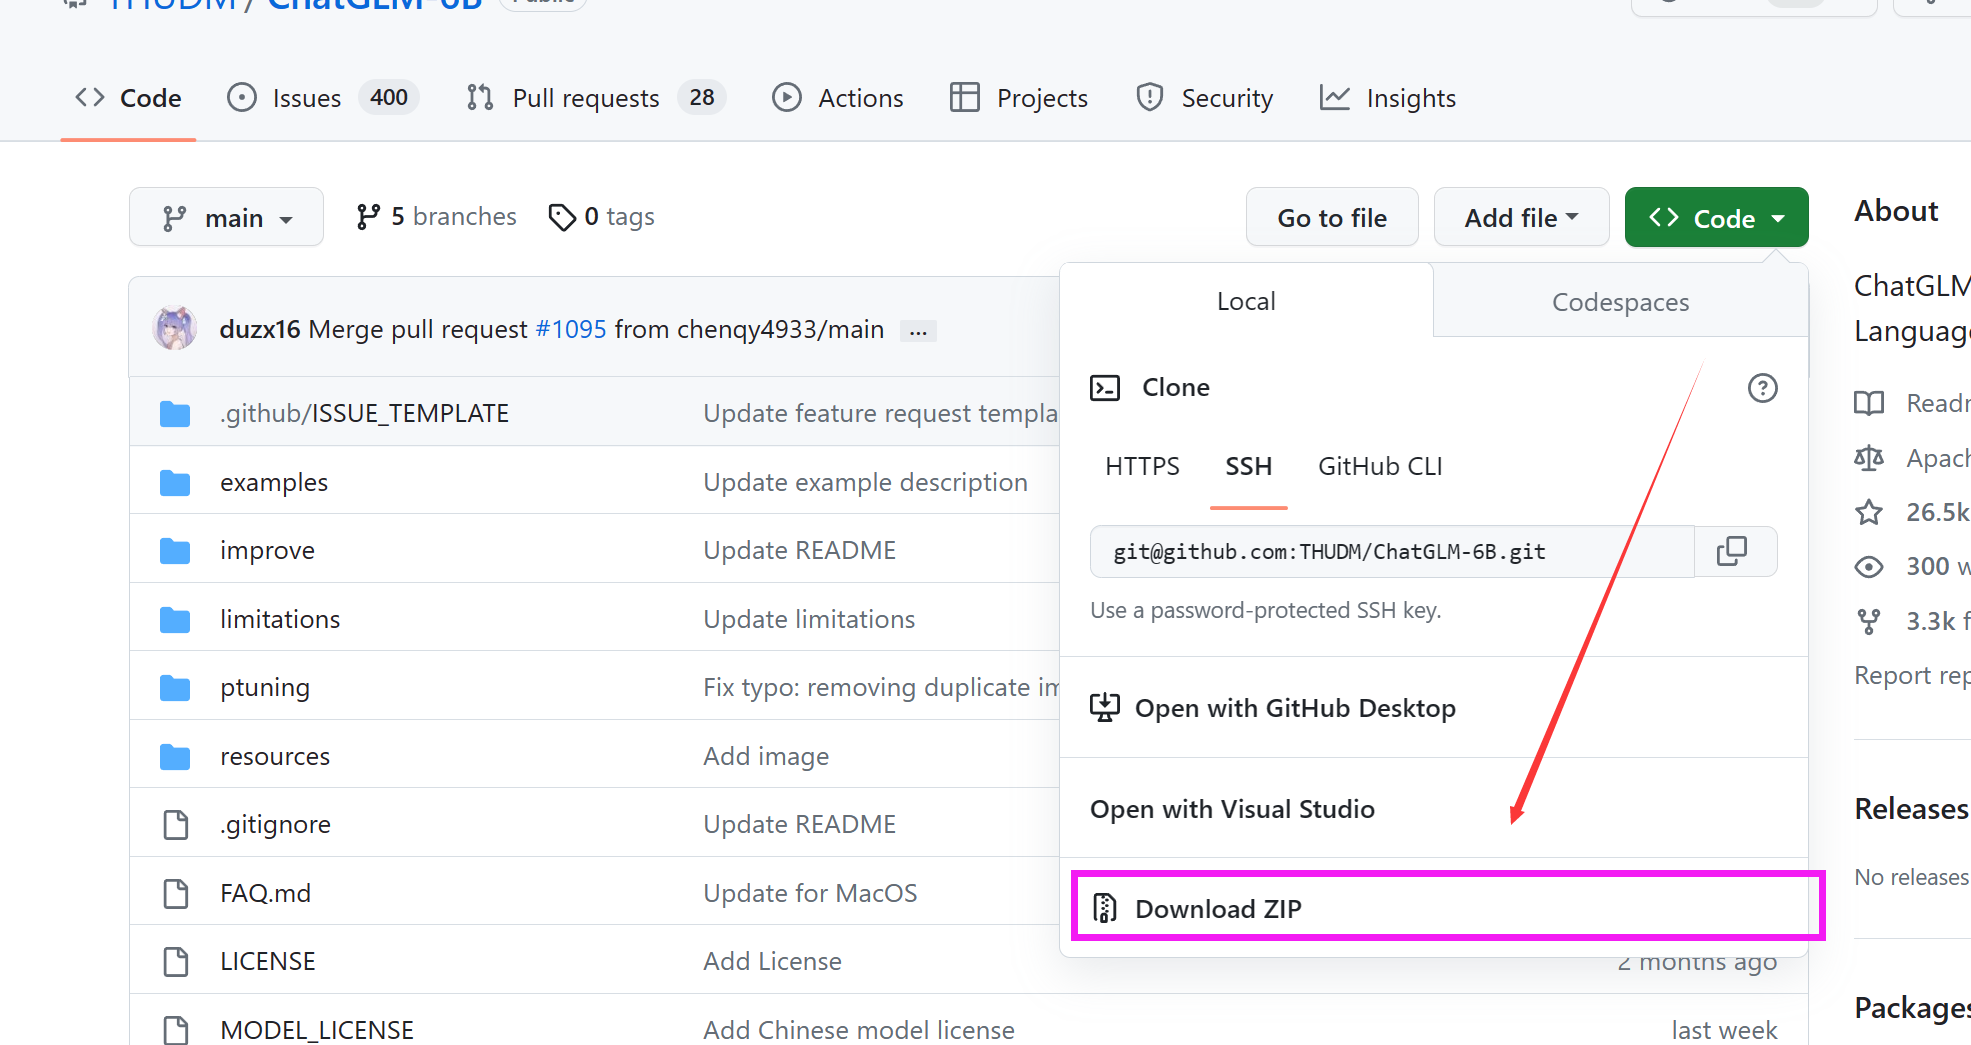 THUDM / ChatGLM-6B Public
Code Issues 400 Pull requests 28 Actions Projects Security Insights
main 5 branches 0 tags Go to file Add file Code
duzx16 Merge pull request #1095 from chenqy4933/main ...
.github/ISSUE_TEMPLATE Update feature request templa
examples Update example description
improve Update README
limitations Update limitations
ptuning Fix typo: removing duplicate im
resources Add image
.gitignore Update README
FAQ.md Update for MacOS
LICENSE Add License 2 months ago
MODEL_LICENSE Add Chinese model license last week
Local Codespaces
Clone
HTTPS SSH GitHub CLI
git@github.com:THUDM/ChatGLM-6B.git
Use a password-protected SSH key.
Open with GitHub Desktop
Open with Visual Studio
Download ZIP
About
ChatGLM
Language
Readm
Apach
26.5k
300 w
3.3k f
Report rep
Releases
No releases
Packages